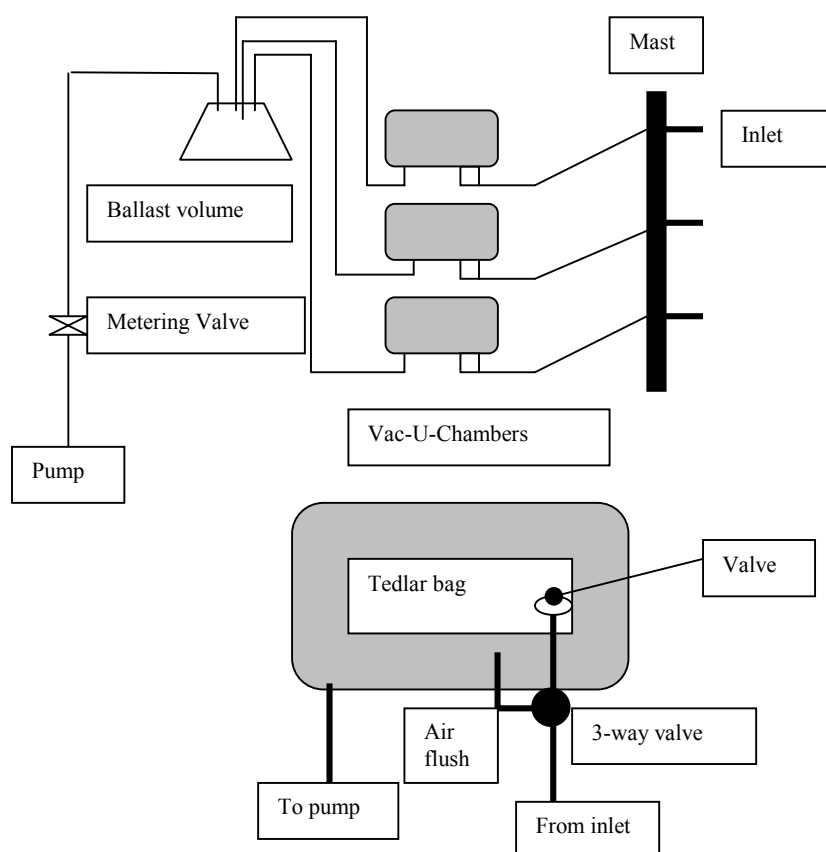 Mast
Inlet
Ballast volume
Metering Valve
Vac-U-Chambers
Pump
Tedlar bag
Valve
Air
flush
3-way valve
To pump
From inlet